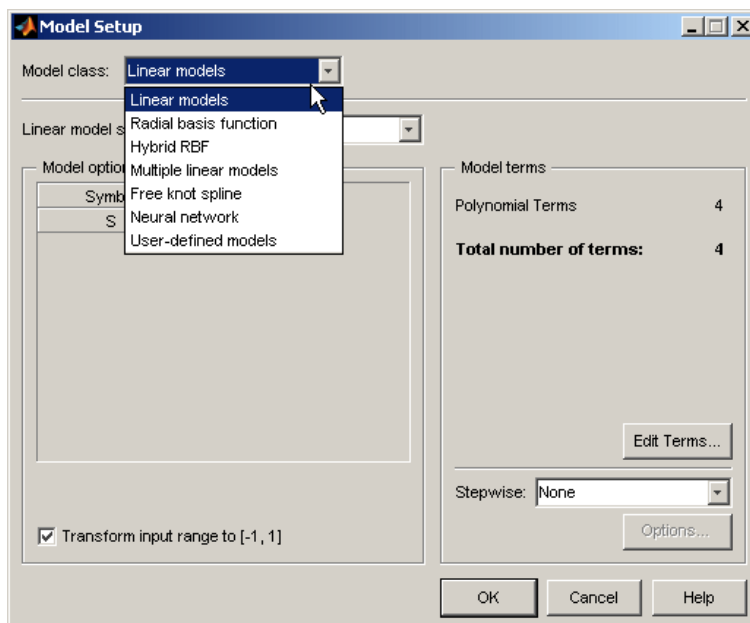 Model Setup
Model class: Linear models
Linear models
Radial basis function
Hybrid RBF
Multiple linear models
Free knot spline
Neural network
User-defined models
Linear model s
Model option
Symb
S
Transform input range to [-1, 1]
Model terms
Polynomial Terms 4
Total number of terms: 4
Edit Terms...
Stepwise: None
Options...
OK Cancel Help